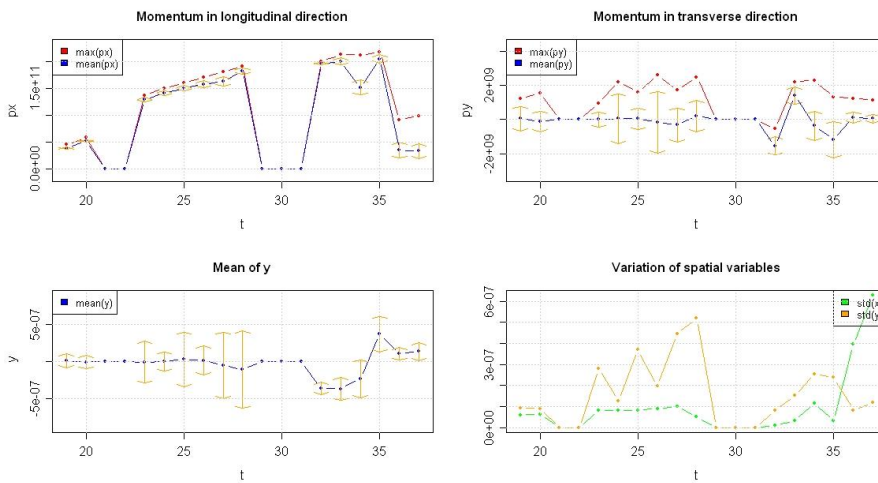 Momentum in longitudinal direction
max(px)
mean(px)
px
0.0e+00 1.5e+11
20 25 30 35
t
Momentum in transverse direction
max(py)
mean(py)
py
-2e+09 2e+09
20 25 30 35
t
Mean of y
mean(y)
y
-5e-07 5e-07
20 25 30 35
t
Variation of spatial variables
std(x
std(y
0e+00 3e-07 6e-07
20 25 30 35
t